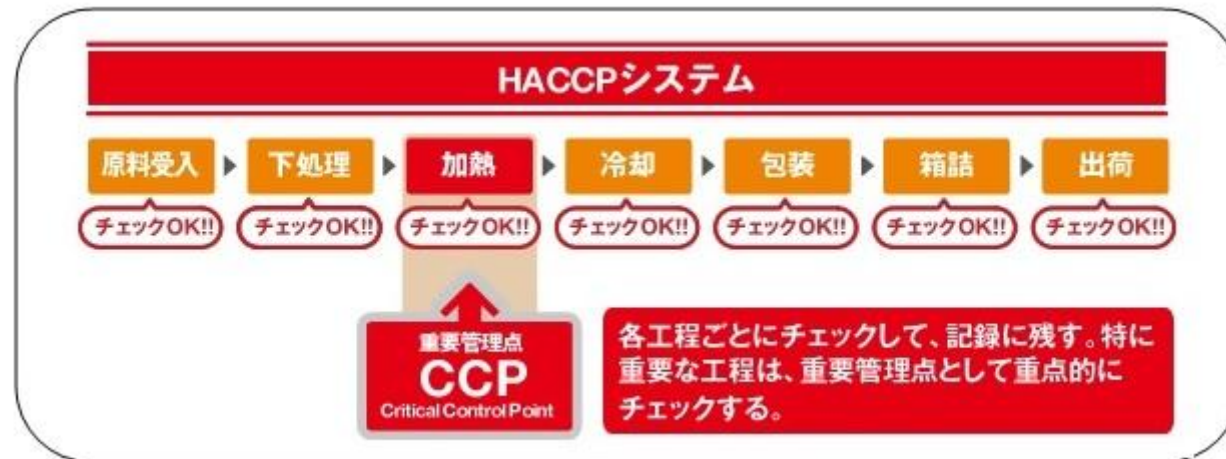 HACCPシステム
原料受入
下処理
加熱
冷却
包装
箱詰
出荷
チェックOK!!
チェックOK!!
チェックOK!!
チェックOK!!
チェックOK!!
チェックOK!!
チェックOK!!
重要管理点
CCP
Critical Control Point
各工程ごとにチェックして、記録に残す。特に
重要な工程は、重要管理点として重点的に
チェックする。